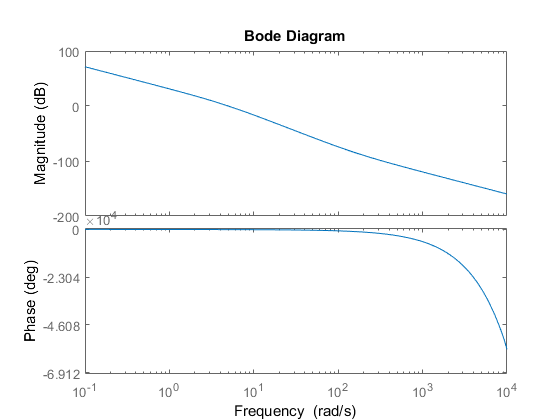 Bode Diagram
100
0
-100
-200
Magnitude (dB)
×10^4
0
-2.304
-4.608
-6.912
Phase (deg)
10^-1 10^0 10^1 10^2 10^3 10^4
Frequency (rad/s)